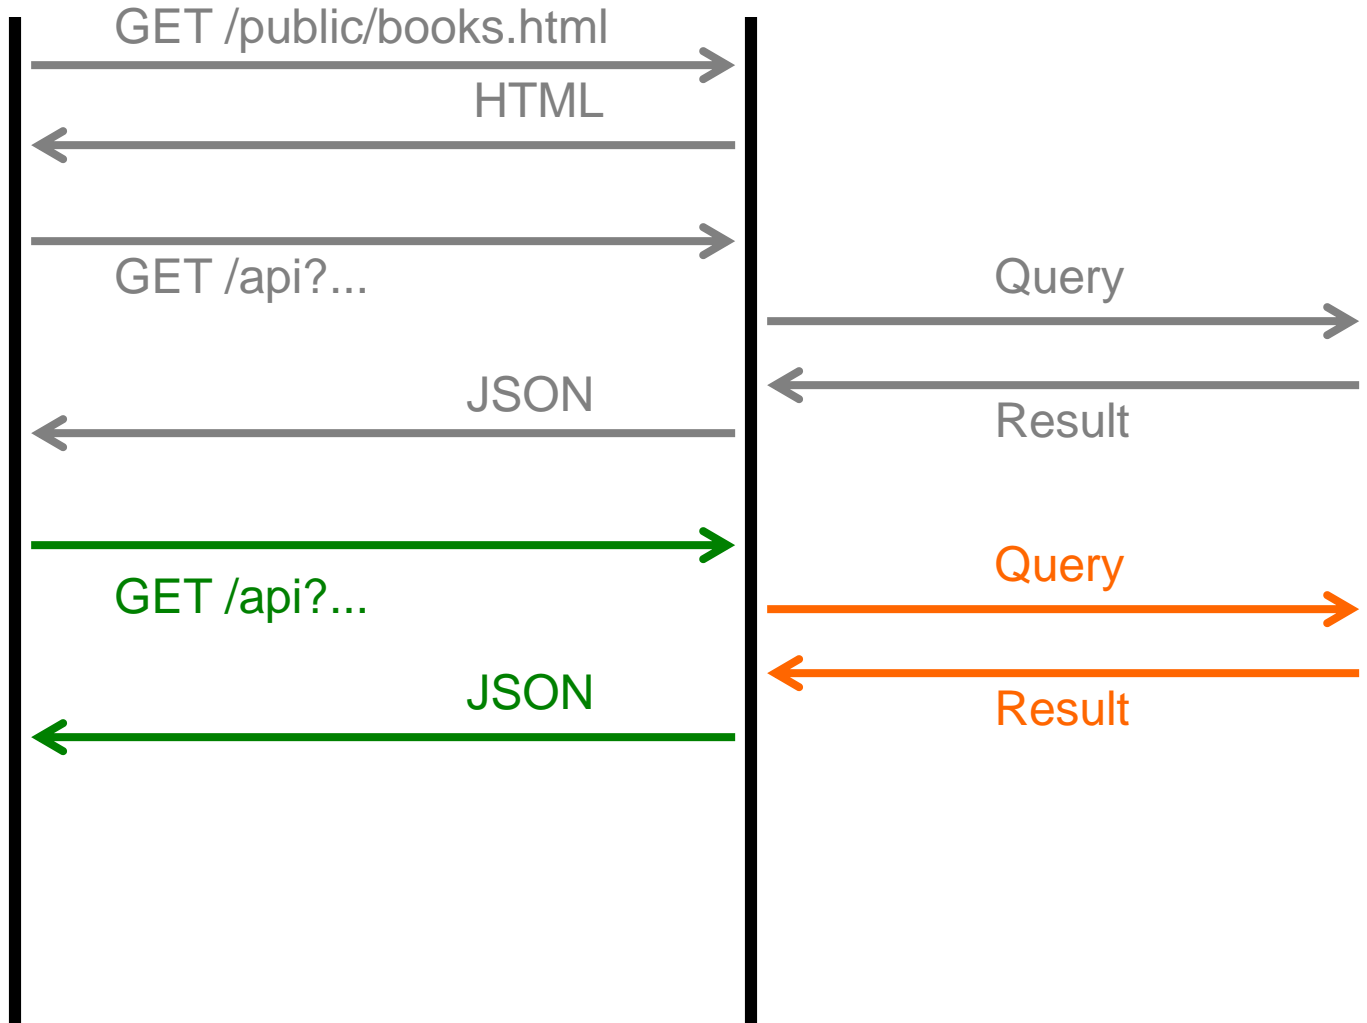 GET /public/books.html
HTML
GET /api?...
Query
JSON
Result
GET /api?...
Query
JSON
Result